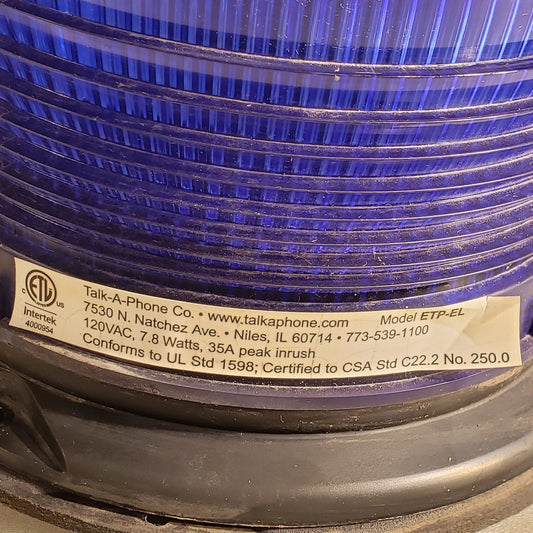 Talk-A-Phone Co. • www.talkaphone.com Model ETP-EL
7530 N. Natchez Ave. • Niles, IL 60714 • 773-539-1100
120VAC, 7.8 Watts, 35A peak inrush
Conforms to UL Std 1598; Certified to CSA Std C22.2 No. 250.0
C ETL US
Intertek
4000954